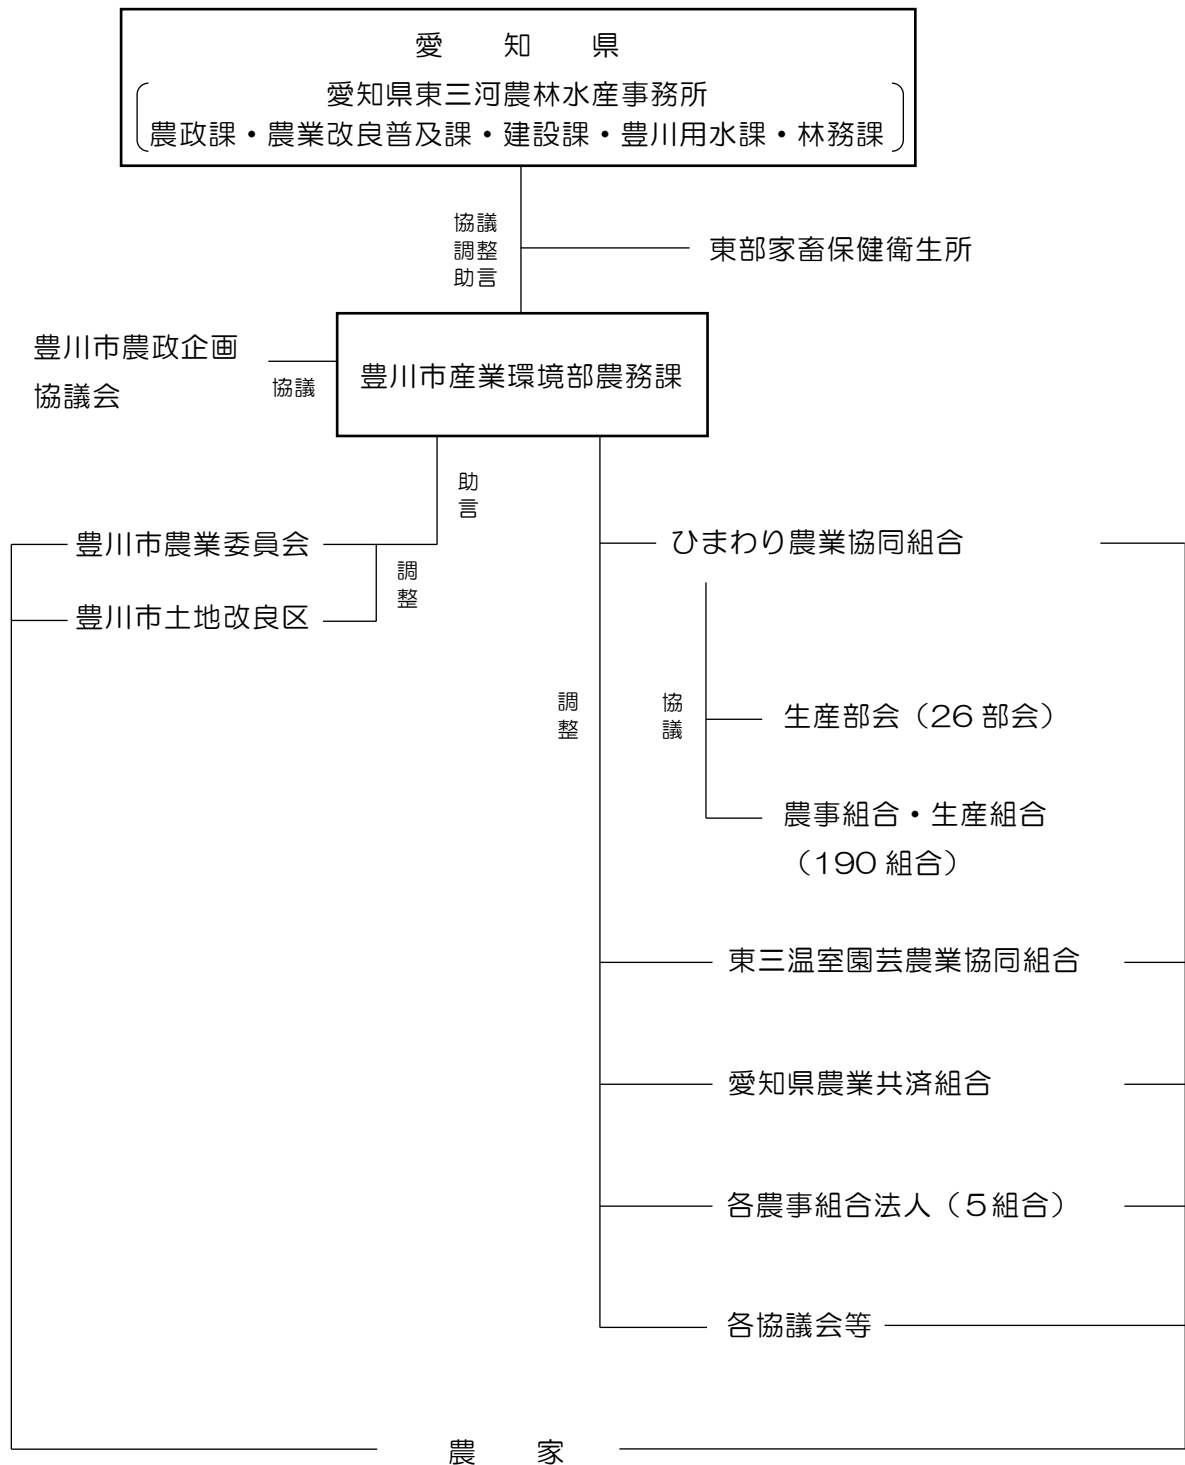 愛　知　県
愛知県東三河農林水産事務所
農政課・農業改良普及課・建設課・豊川用水課・林務課
協議
調整
助言
東部家畜保健衛生所
豊川市農政企画
協議会
協議
豊川市産業環境部農務課
助言
豊川市農業委員会
調整
豊川市土地改良区
ひまわり農業協同組合
調整
協議
生産部会（26部会）
農事組合・生産組合
（190組合）
東三温室園芸農業協同組合
愛知県農業共済組合
各農事組合法人（５組合）
各協議会等
農　家